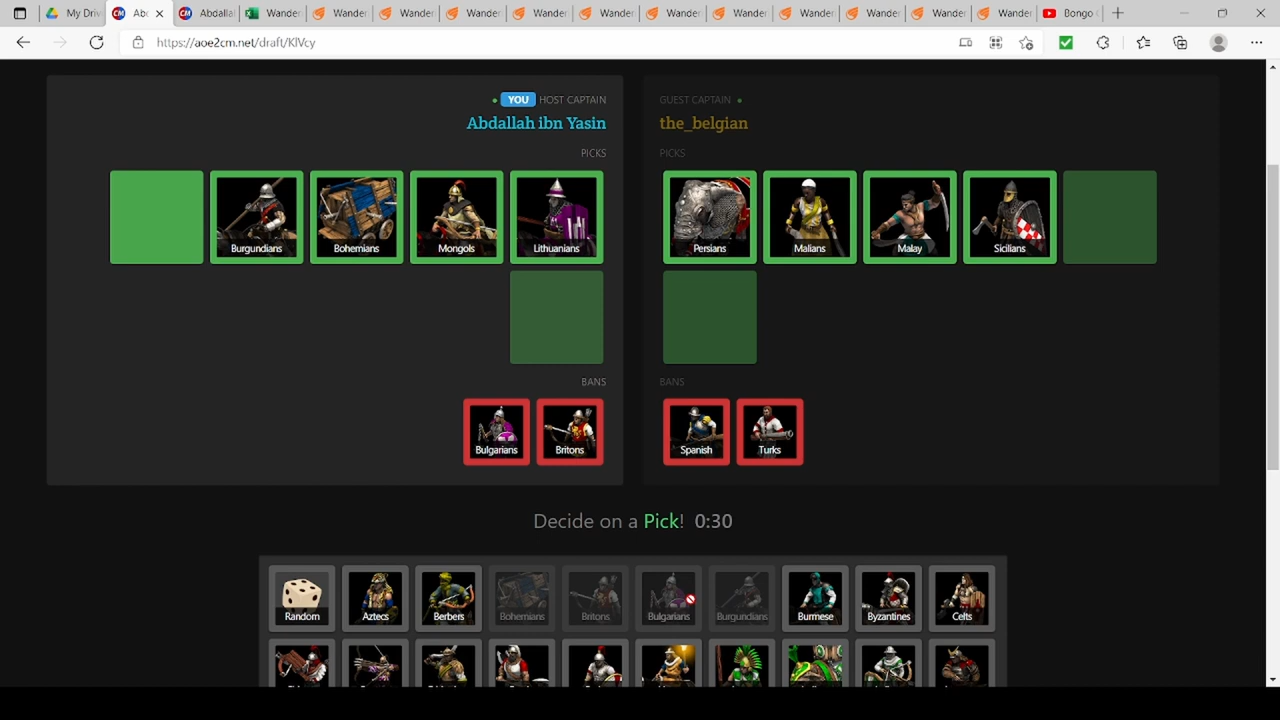 My Driv
Abd
Abdallah
Wander
Wander
Wander
Wander
Wander
Wander
Wander
Wander
Wander
Wander
Wander
Wander
Bongo
https://aoe2cm.net/draft/KlVcy
YOU HOST CAPTAIN
Abdallah ibn Yasin
PICKS
Burgundians
Bohemians
Mongols
Lithuanians
BANS
Bulgarians
Britons
GUEST CAPTAIN
the_belgian
PICKS
Persians
Malians
Malay
Sicilians
BANS
Spanish
Turks
Decide on a Pick! 0:30
Random
Aztecs
Berbers
Bohemians
Britons
Bulgarians
Burgundians
Burmese
Byzantines
Celts